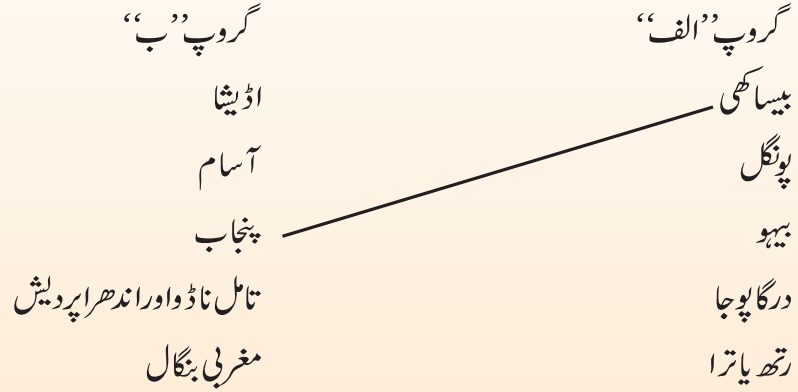 گروپ’’الف‘‘ گروپ’’ب‘‘
بیساکھی اڈیشا
پونگل آسام
بیہو پنجاب
درگا پوجا تامل ناڈو اور اندھرا پردیش
رتھ یاترا مغربی بنگال